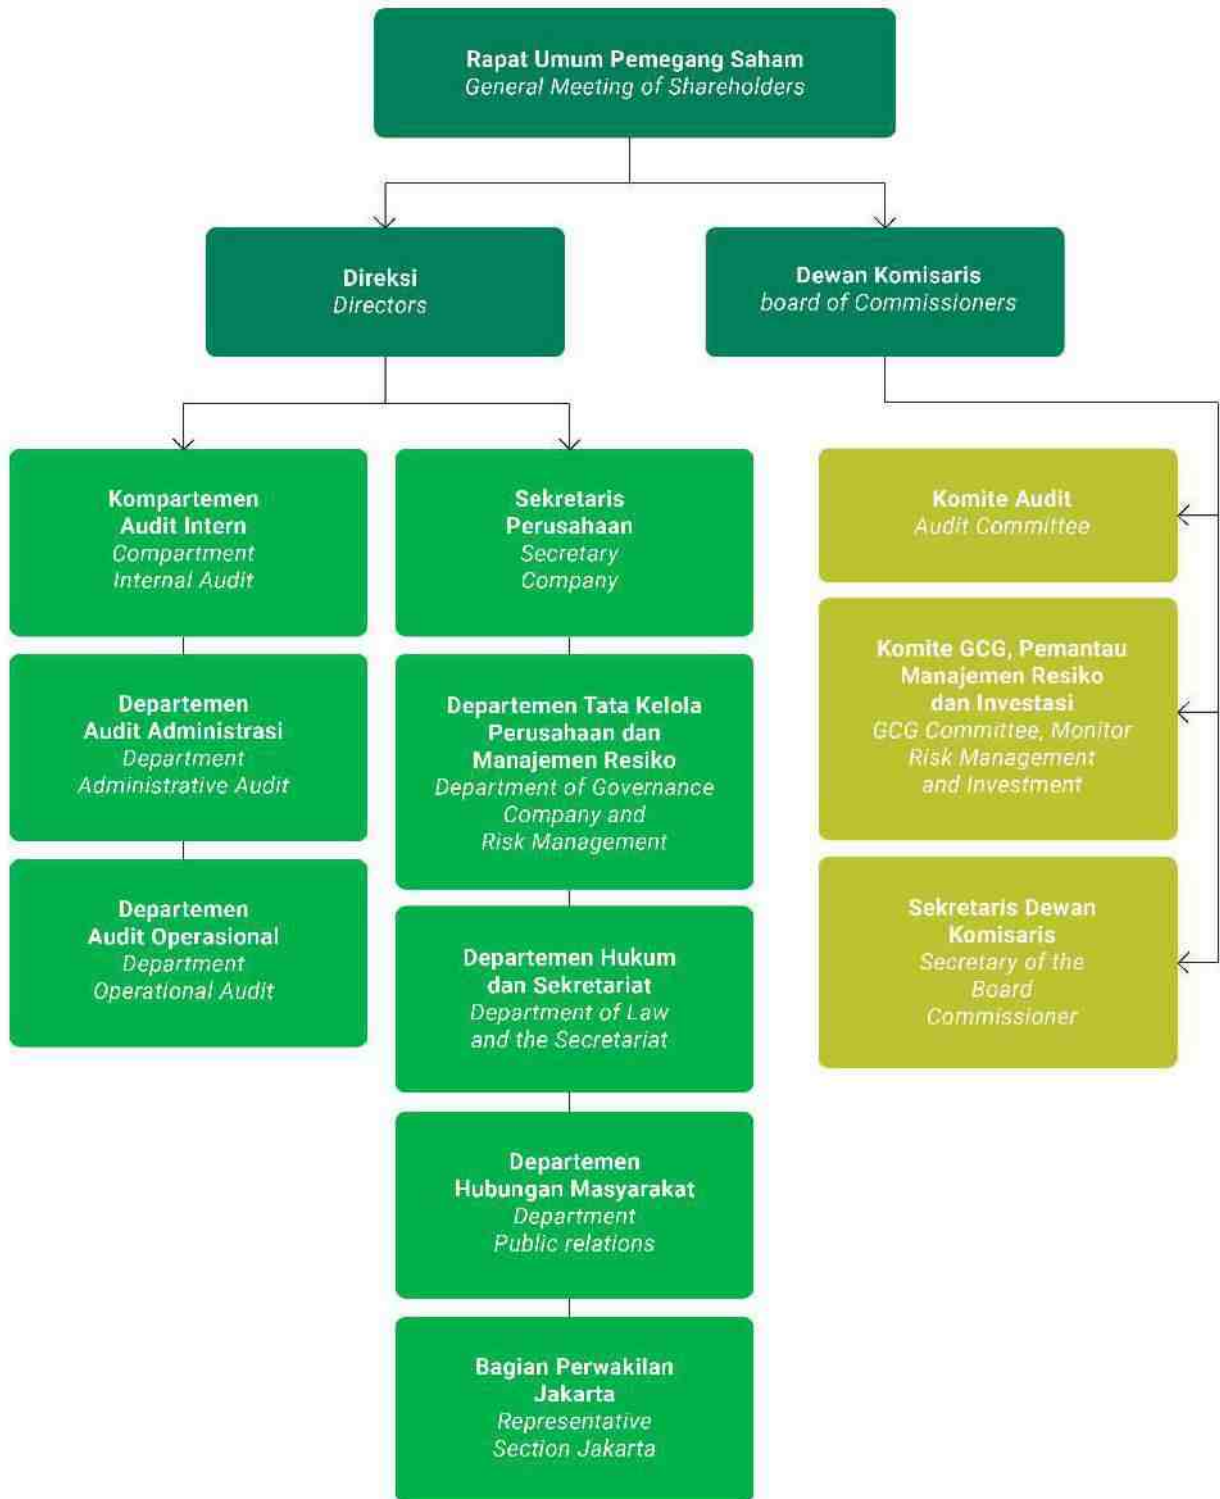 Rapat Umum Pemegang Saham
General Meeting of Shareholders
Direksi
Directors
Dewan Komisaris
board of Commissioners
Kompartemen
Audit Intern
Compartment
Internal Audit
Sekretaris
Perusahaan
Secretary
Company
Komite Audit
Audit Committee
Departemen
Audit Administrasi
Department
Administrative Audit
Departemen Tata Kelola
Perusahaan dan
Manajemen Resiko
Department of Governance
Company and
Risk Management
Komite GCG, Pemantau
Manajemen Resiko
dan Investasi
GCG Committee, Monitor
Risk Management
and Investment
Departemen
Audit Operasional
Department
Operational Audit
Departemen Hukum
dan Sekretariat
Department of Law
and the Secretariat
Sekretaris Dewan
Komisaris
Secretary of the
Board
Commissioner
Departemen
Hubungan Masyarakat
Department
Public relations
Bagian Perwakilan
Jakarta
Representative
Section Jakarta